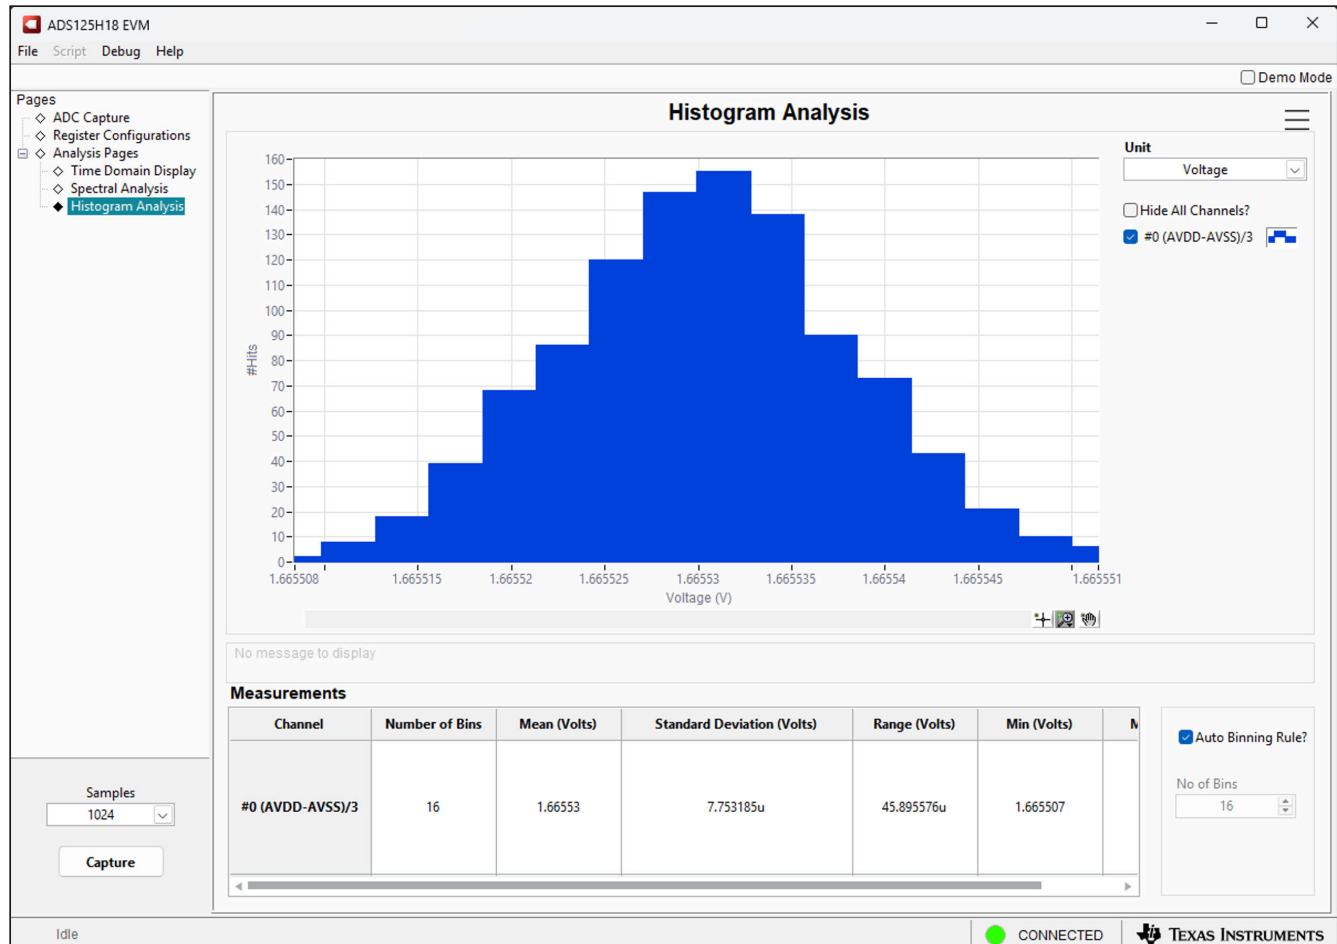 ADS125H18 EVM
File Script Debug Help
Demo Mode
Pages
ADC Capture
Register Configurations
Analysis Pages
Time Domain Display
Spectral Analysis
Histogram Analysis
Histogram Analysis
Unit
Voltage
Hide All Channels?
#0 (AVDD-AVSS)/3
160
150
140
130
120
110
100
90
80
70
60
50
40
30
20
10
0
#Hits
1.665508 1.665515 1.66552 1.665525 1.66553 1.665535 1.66554 1.665545 1.665551
Voltage (V)
No message to display
Measurements
Channel Number of Bins Mean (Volts) Standard Deviation (Volts) Range (Volts) Min (Volts)
#0 (AVDD-AVSS)/3 16 1.66553 7.753185u 45.895576u 1.665507
Auto Binning Rule?
No of Bins
16
Samples
1024
Capture
Idle
CONNECTED
TEXAS INSTRUMENTS